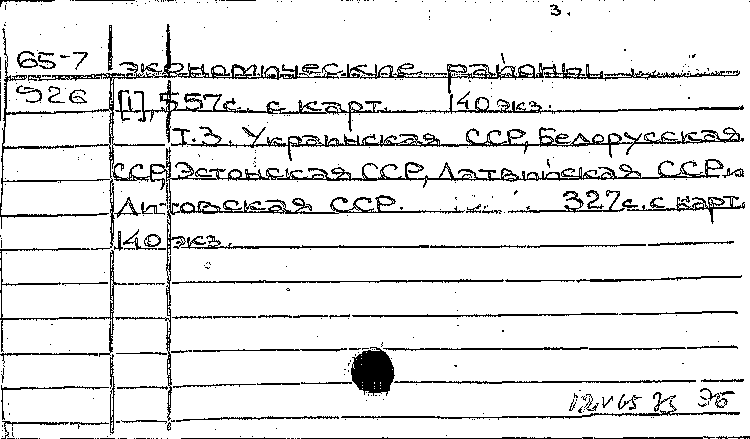 3.
65-7 экономические районы
926 [1], 557с. с карт. 140 экз.
Т.3. Украинская ССР, Белорусская
ССР, Эстонская ССР, Латвийская ССР и
Литовская ССР. 327с. с карт.
140 экз.
ЭБ